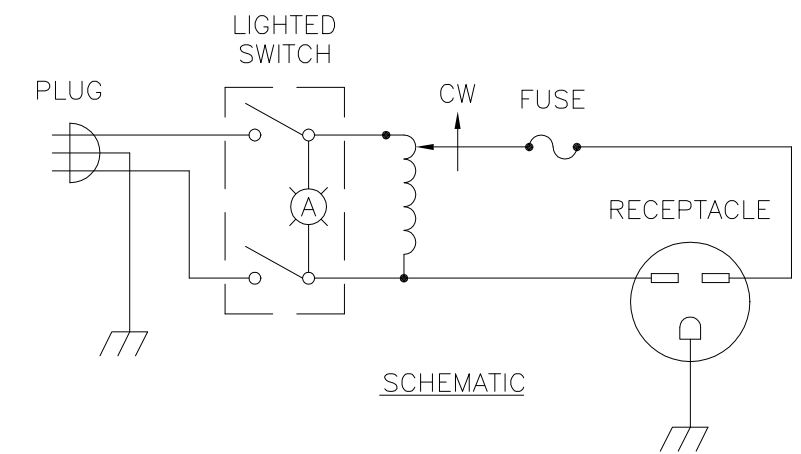 LIGHTED
SWITCH
PLUG
CW
FUSE
A
RECEPTACLE
SCHEMATIC